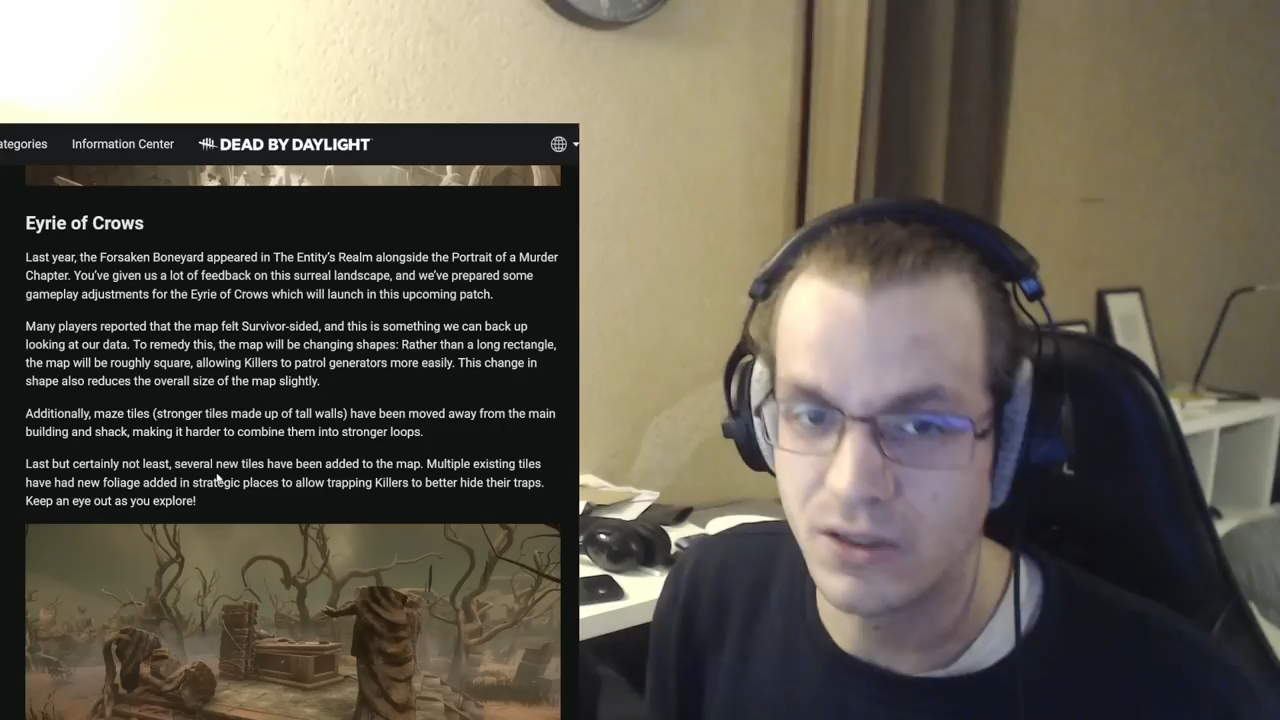 ategories Information Center DEAD BY DAYLIGHT
Eyrie of Crows
Last year, the Forsaken Boneyard appeared in The Entity’s Realm alongside the Portrait of a Murder
Chapter. You’ve given us a lot of feedback on this surreal landscape, and we’ve prepared some
gameplay adjustments for the Eyrie of Crows which will launch in this upcoming patch.
Many players reported that the map felt Survivor-sided, and this is something we can back up
looking at our data. To remedy this, the map will be changing shapes: Rather than a long rectangle,
the map will be roughly square, allowing Killers to patrol generators more easily. This change in
shape also reduces the overall size of the map slightly.
Additionally, maze tiles (stronger tiles made up of tall walls) have been moved away from the main
building and shack, making it harder to combine them into stronger loops.
Last but certainly not least, several new tiles have been added to the map. Multiple existing tiles
have had new foliage added in strategic places to allow trapping Killers to better hide their traps.
Keep an eye out as you explore!